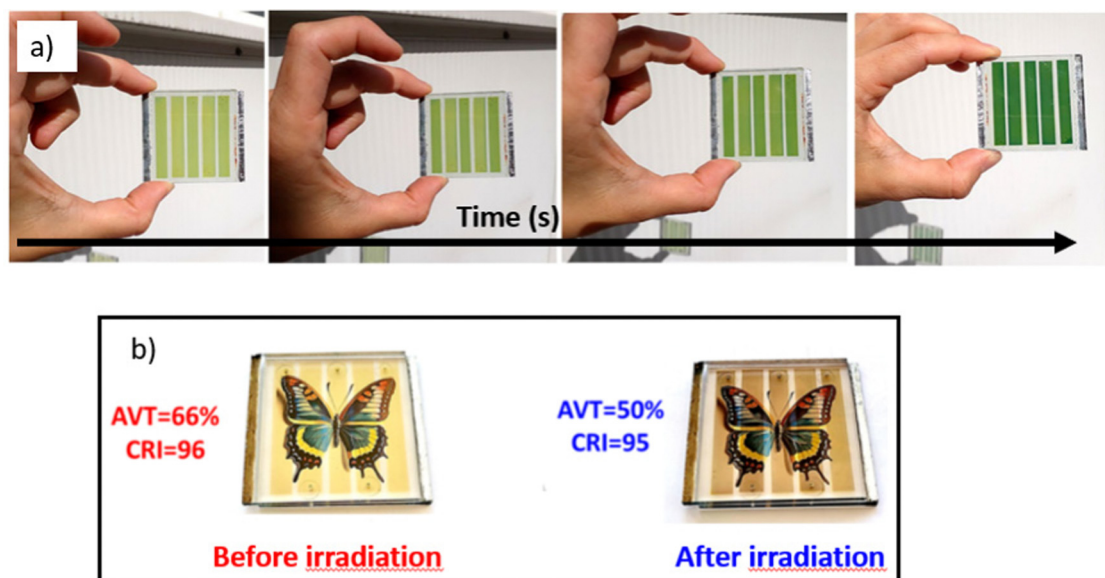 a)
Time (s)
b)
AVT=66%
CRI=96
AVT=50%
CRI=95
Before irradiation
After irradiation